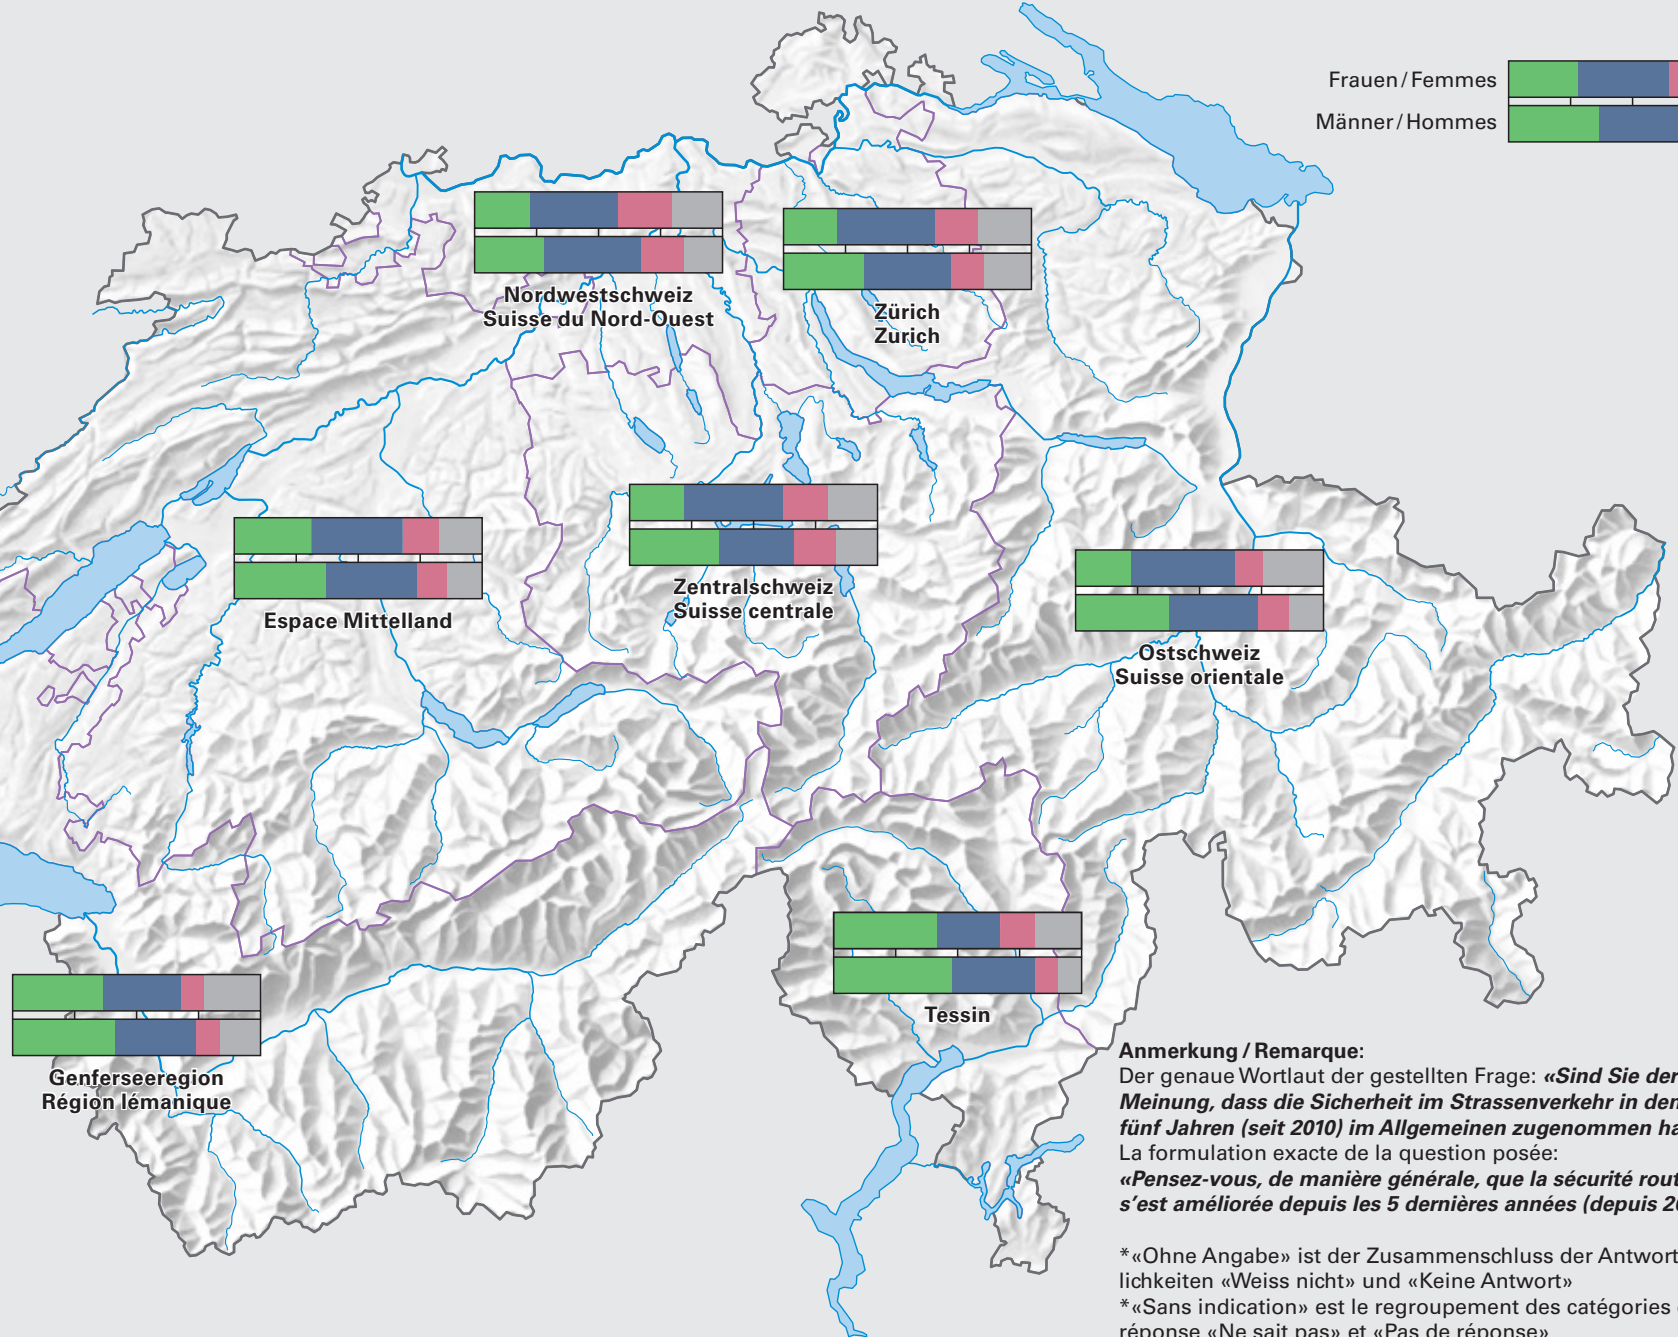 Frauen / Femmes
Männer / Hommes
Nordwestschweiz
Suisse du Nord-Ouest
Zürich
Zurich
Zentralschweiz
Suisse centrale
Espace Mittelland
Ostschweiz
Suisse orientale
Tessin
Genferseeregion
Région lémanique
Anmerkung / Remarque:
Der genaue Wortlaut der gestellten Frage: «Sind Sie der
Meinung, dass die Sicherheit im Strassenverkehr in den
fünf Jahren (seit 2010) im Allgemeinen zugenommen ha
La formulation exacte de la question posée:
«Pensez-vous, de manière générale, que la sécurité rout
s’est améliorée depuis les 5 dernières années (depuis 20
*«Ohne Angabe» ist der Zusammenschluss der Antwort
lichkeiten «Weiss nicht» und «Keine Antwort»
*«Sans indication» est le regroupement des catégories
réponse «Ne sait pas» et «Pas de réponse»